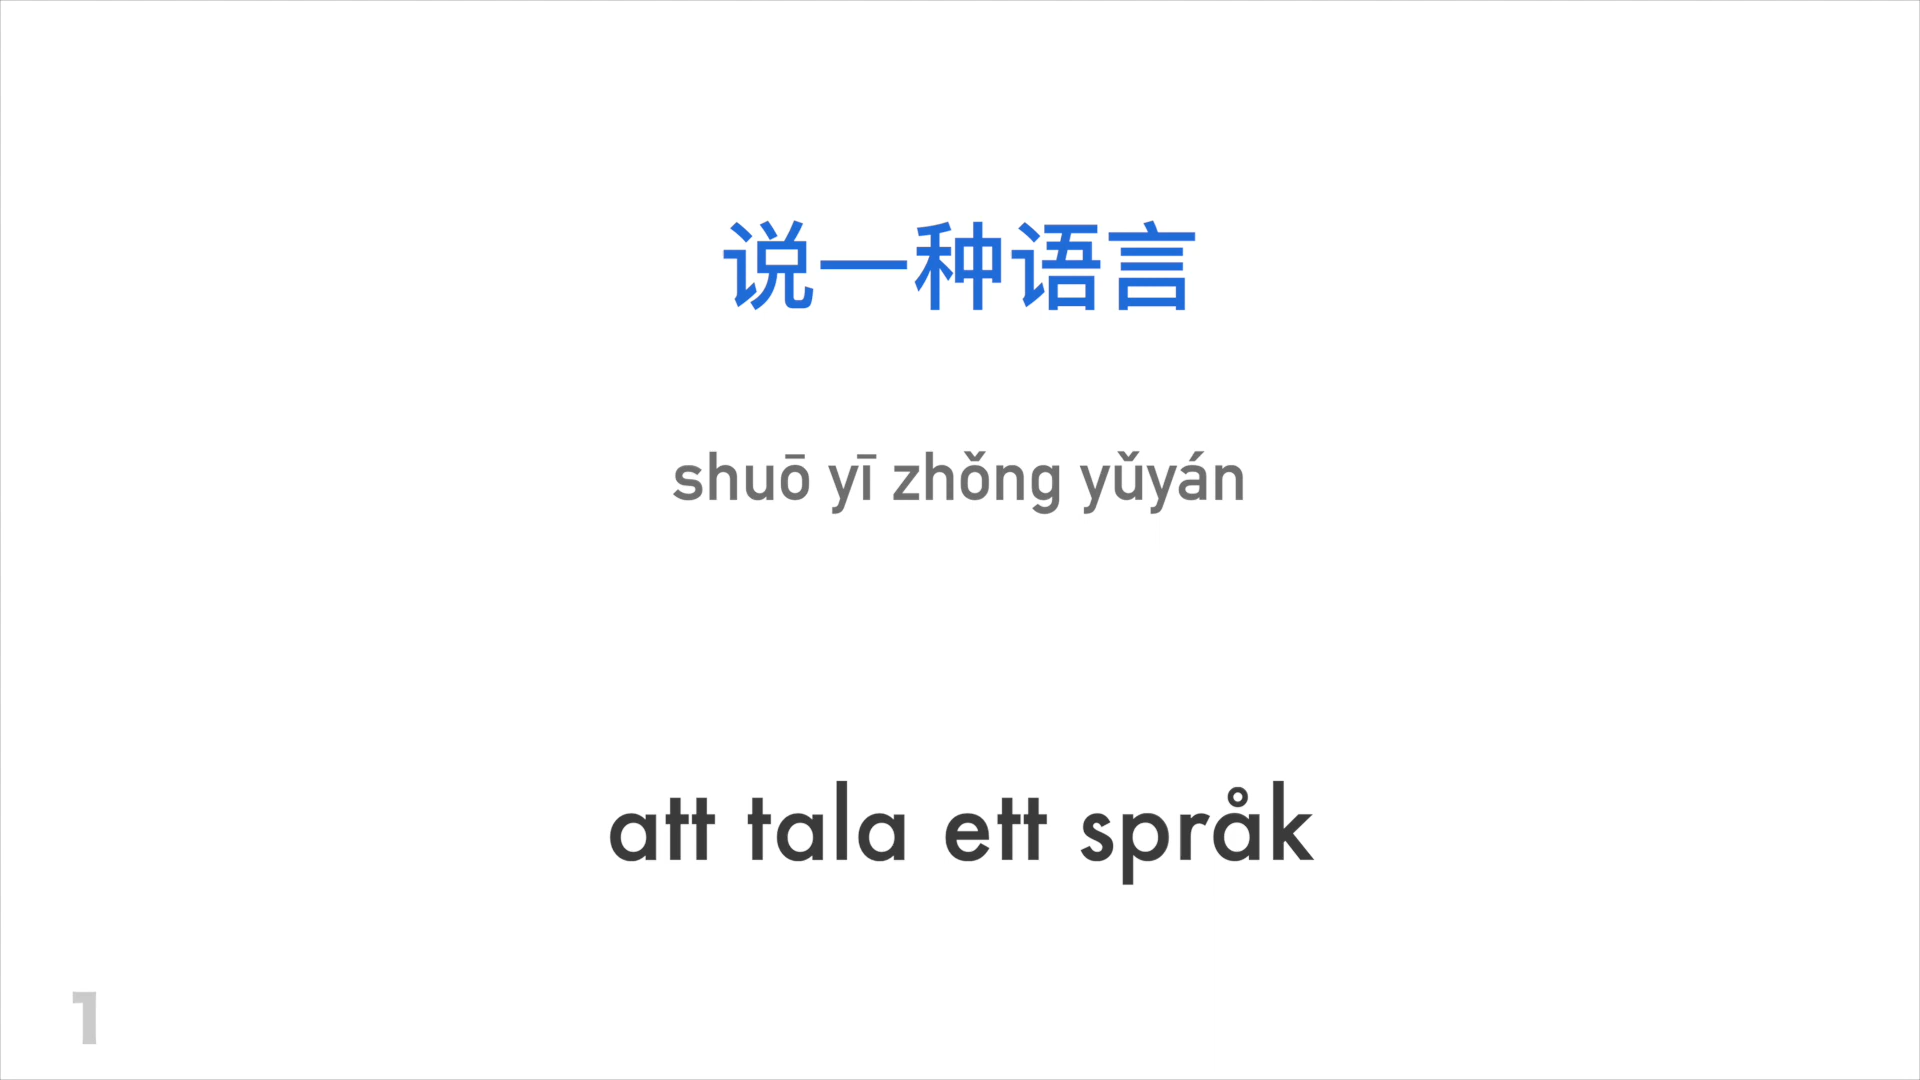 说一种语言
shuō yī zhǒng yǔyán
att tala ett språk
1